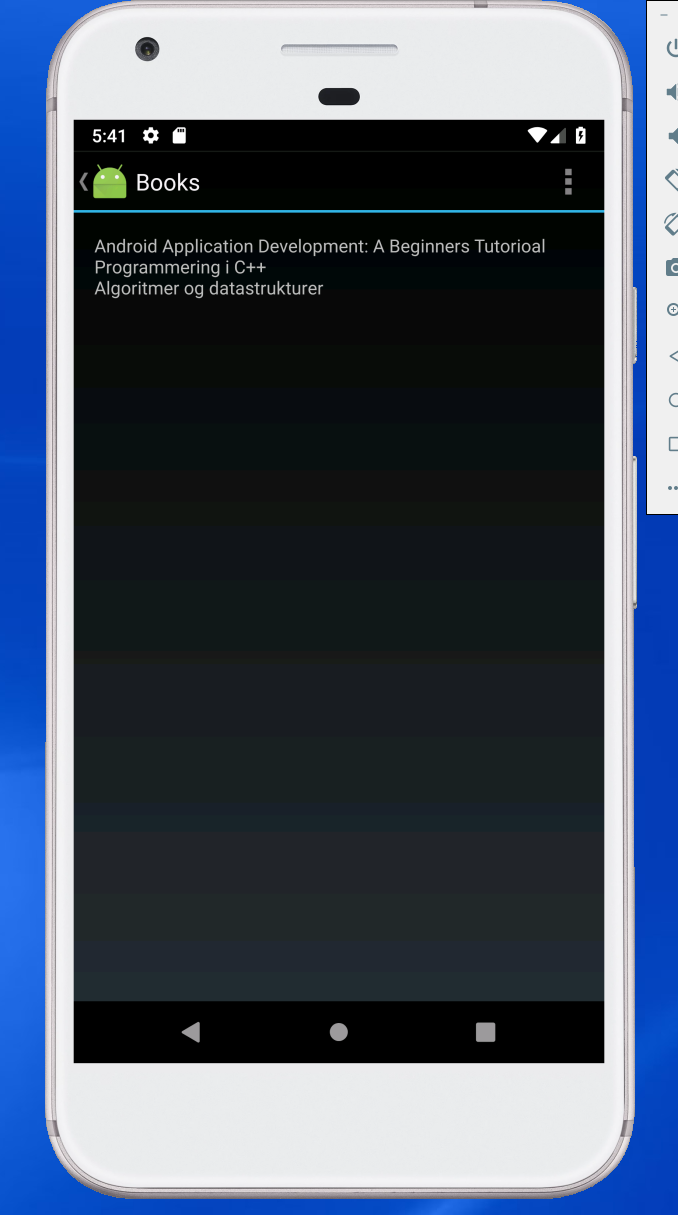 5:41
Books
Android Application Development: A Beginners Tutorioal
Programmering i C++
Algoritmer og datastrukturer